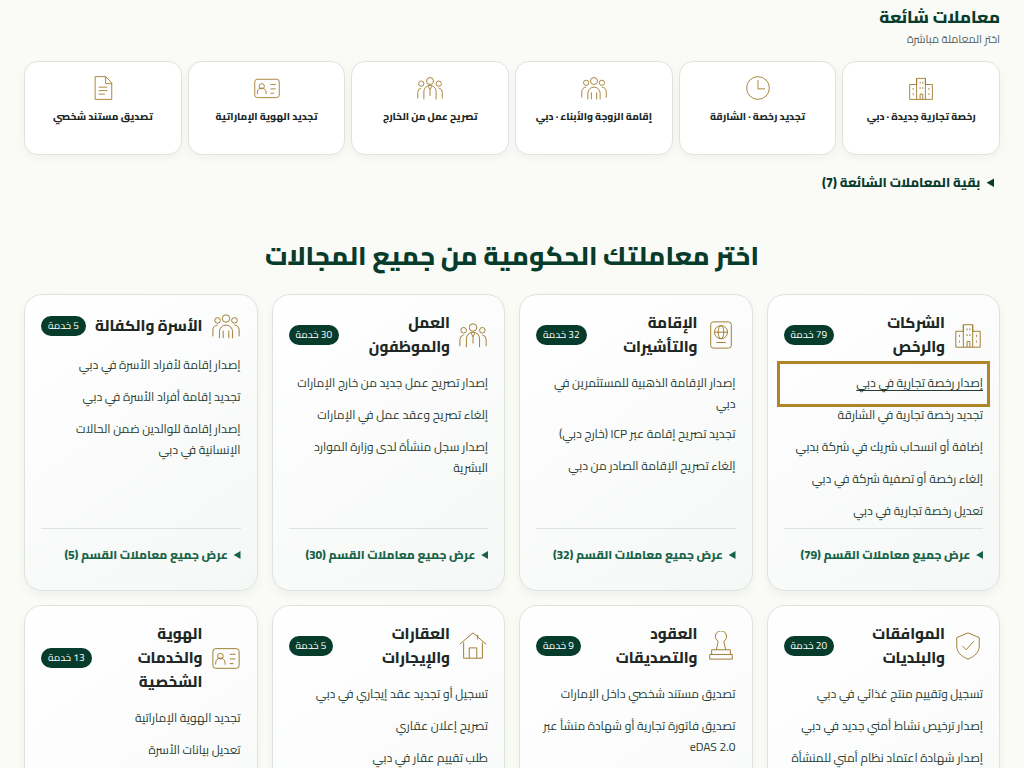 معاملات شائعة
اختر المعاملة مباشرة
رخصة تجارية جديدة · دبي
تجديد رخصة · الشارقة
إقامة الزوجة والأبناء · دبي
تصريح عمل من الخارج
تجديد الهوية الإماراتية
تصديق مستند شخصي
بقية المعاملات الشائعة (7)
اختر معاملتك الحكومية من جميع المجالات
الشركات
والرخص
79 خدمة
إصدار رخصة تجارية في دبي
تجديد رخصة تجارية في الشارقة
إضافة أو انسحاب شريك في شركة بدبي
إلغاء رخصة أو تصفية شركة في دبي
تعديل رخصة تجارية في دبي
عرض جميع معاملات القسم (79)
الإقامة
والتأشيرات
32 خدمة
إصدار الإقامة الذهبية للمستثمرين في
دبي
تجديد تصريح إقامة عبر ICP (خارج دبي)
إلغاء تصريح الإقامة الصادر من دبي
عرض جميع معاملات القسم (32)
العمل
والموظفون
30 خدمة
إصدار تصريح عمل جديد من خارج الإمارات
إلغاء تصريح وعقد عمل في الإمارات
إصدار سجل منشأة لدى وزارة الموارد
البشرية
عرض جميع معاملات القسم (30)
الأسرة والكفالة
5 خدمة
إصدار إقامة لأفراد الأسرة في دبي
تجديد إقامة أفراد الأسرة في دبي
إصدار إقامة للوالدين ضمن الحالات
الإنسانية في دبي
عرض جميع معاملات القسم (5)
الموافقات
والبلديات
20 خدمة
تسجيل وتقييم منتج غذائي في دبي
إصدار ترخيص نشاط أمني جديد في دبي
إصدار شهادة اعتماد نظام أمني للمنشأة
العقود
والتصديقات
9 خدمة
تصديق مستند شخصي داخل الإمارات
تصديق فاتورة تجارية أو شهادة منشأ عبر
eDAS 2.0
العقارات
والإيجارات
5 خدمة
تسجيل أو تجديد عقد إيجاري في دبي
تصريح إعلان عقاري
طلب تقييم عقار في دبي
الهوية
والخدمات
الشخصية
13 خدمة
تجديد الهوية الإماراتية
تعديل بيانات الأسرة